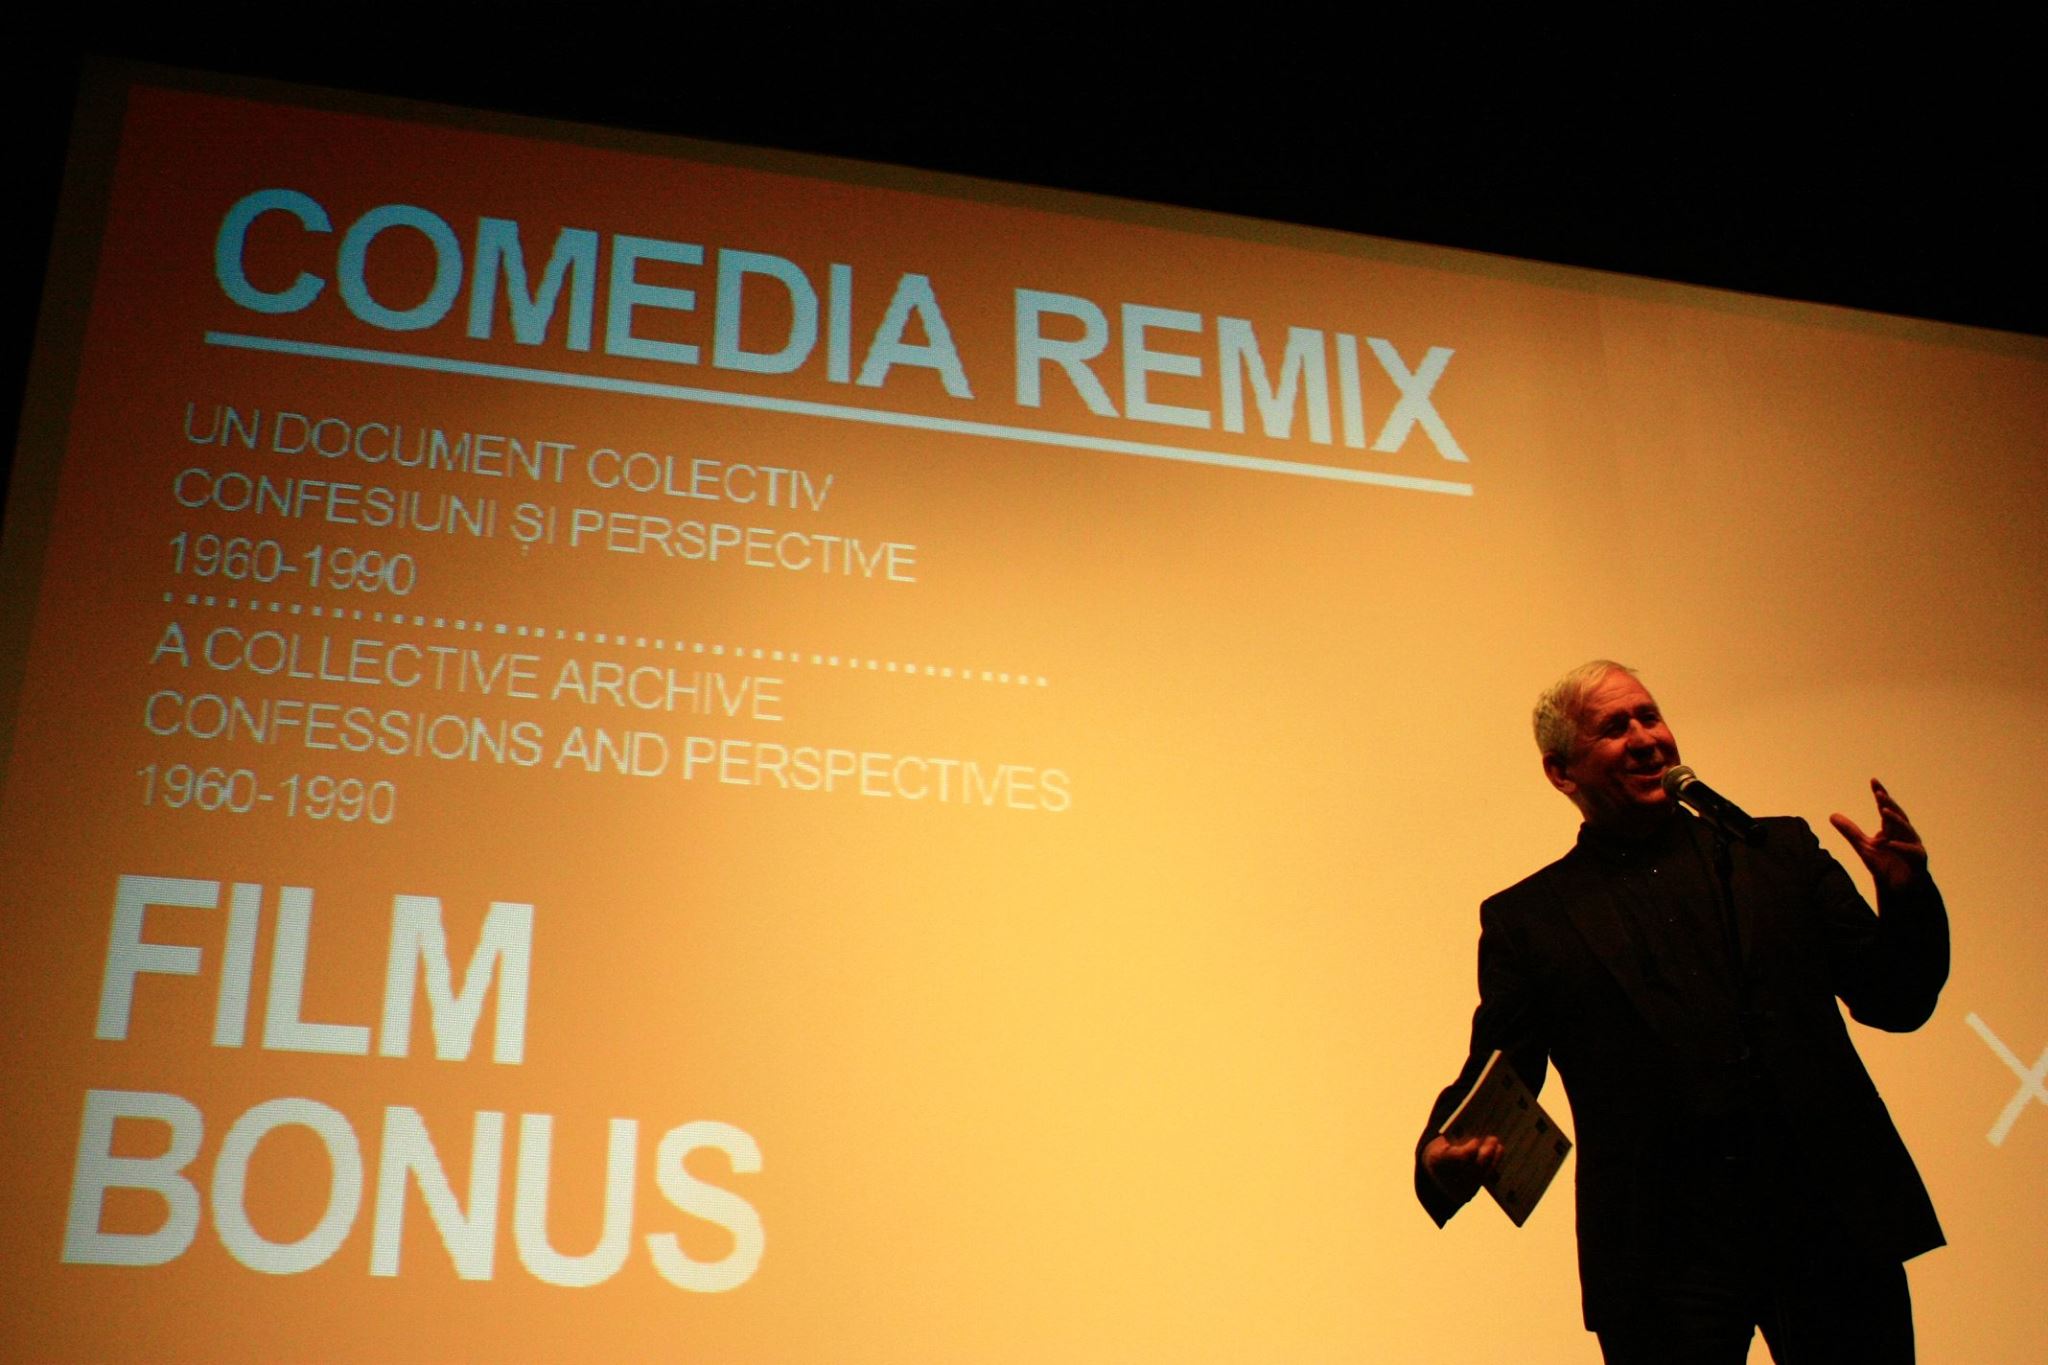 COMEDIA REMIX
UN DOCUMENT COLECTIV
CONFESIUNI ȘI PERSPECTIVE
1960-1990
A COLLECTIVE ARCHIVE
CONFESSIONS AND PERSPECTIVES
1960-1990
FILM
BONUS